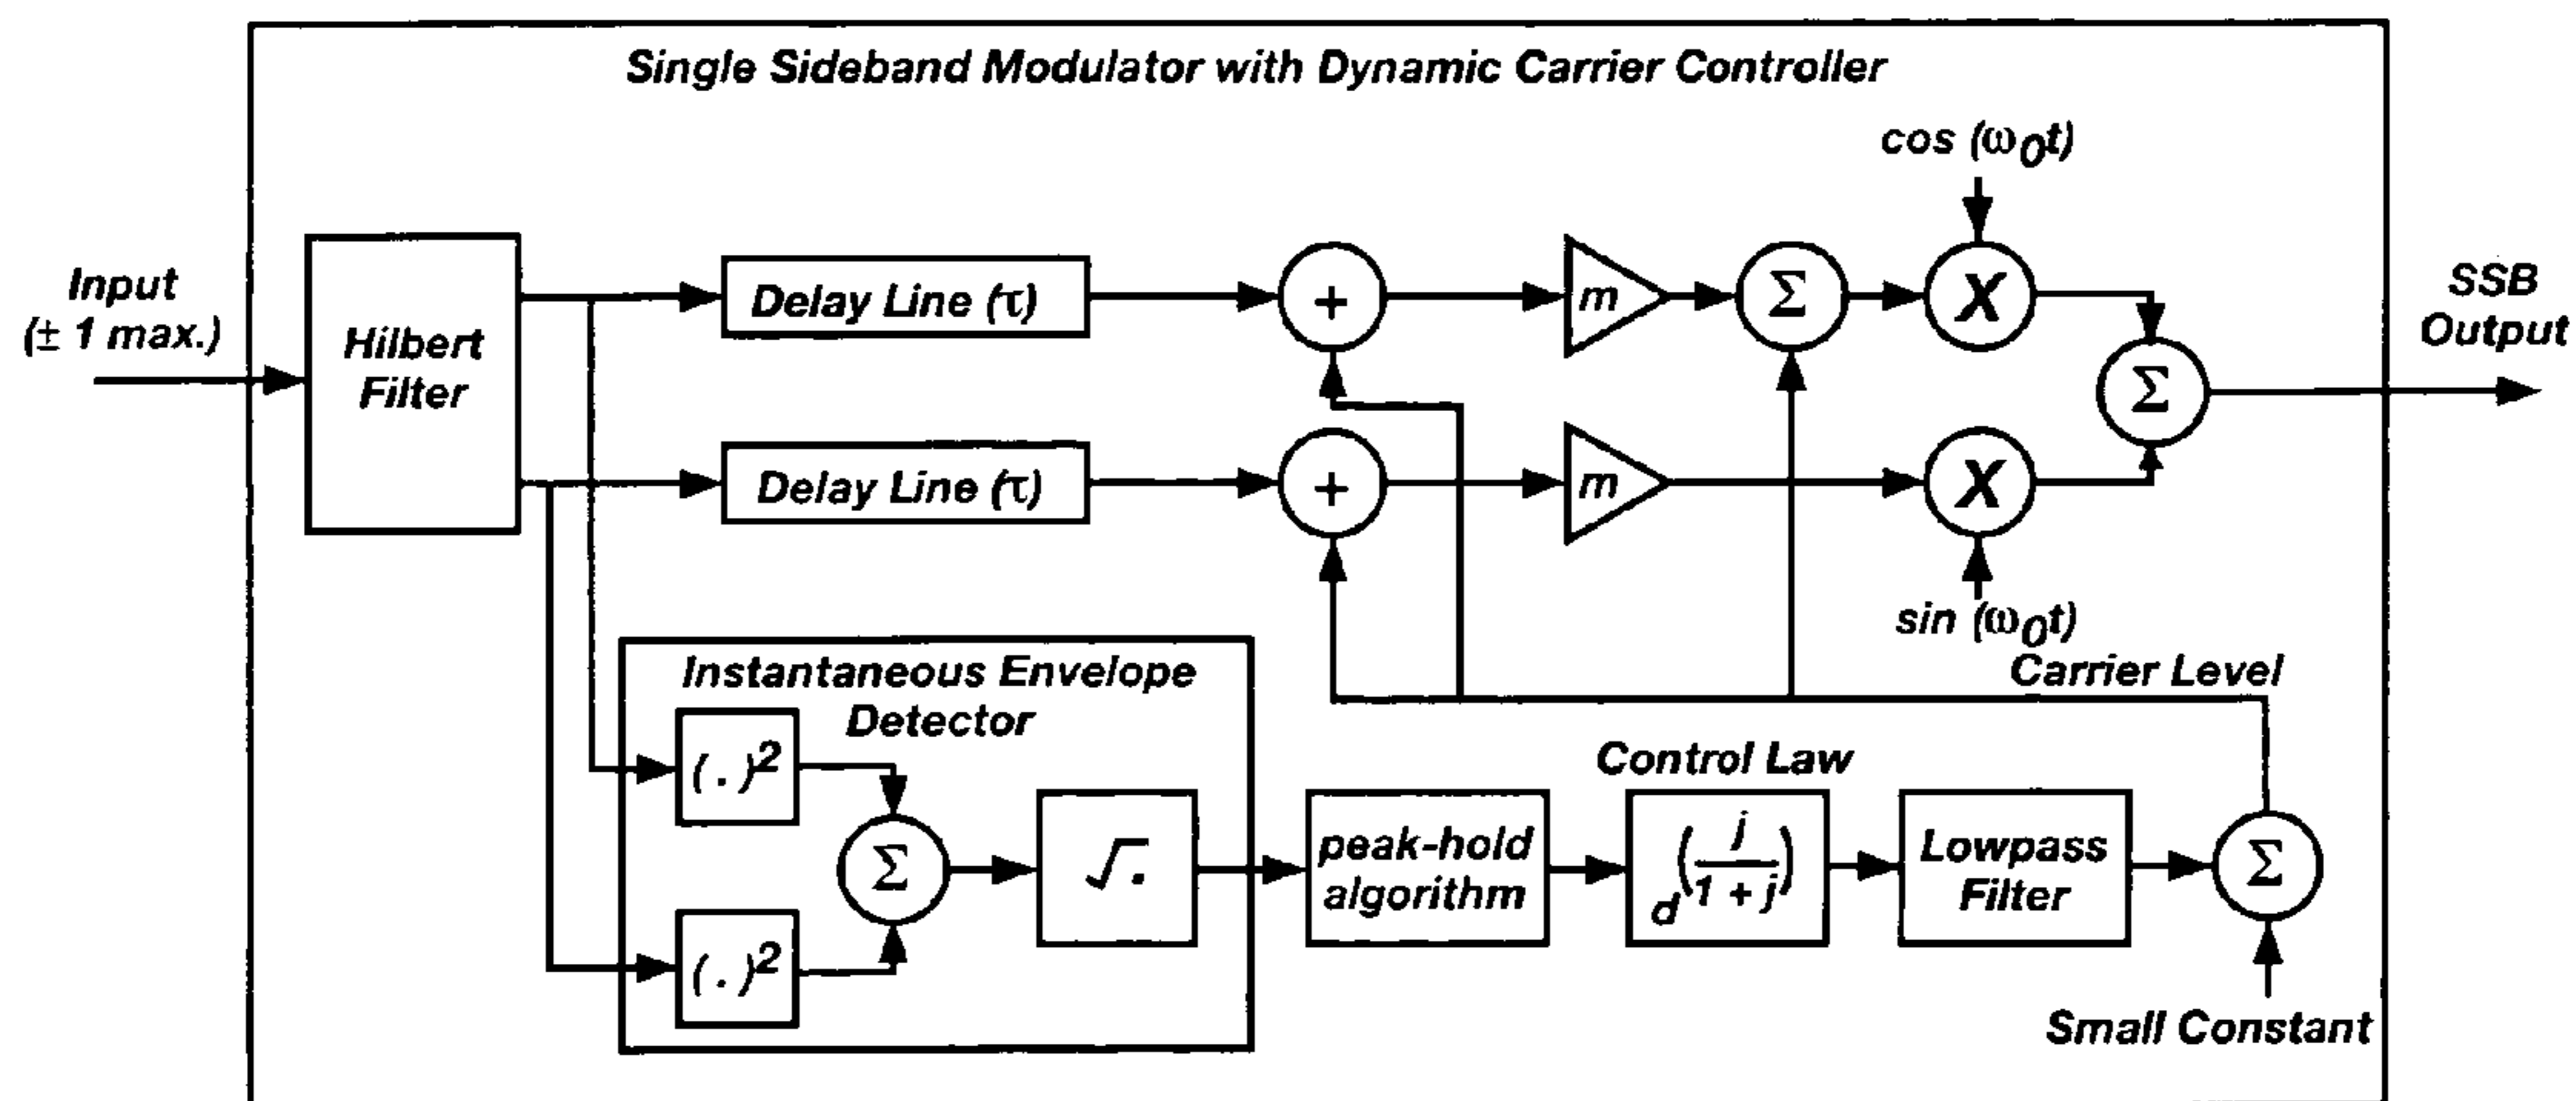 Single Sideband Modulator with Dynamic Carrier Controller
cos (ω0t)
Input
(± 1 max.)
Hilbert
Filter
Delay Line (τ)
+
m
Σ
X
SSB
Output
Σ
Delay Line (τ)
+
m
X
sin (ω0t)
Carrier Level
Instantaneous Envelope
Detector
(.)2
Σ
√.
(.)2
peak-hold
algorithm
Control Law
d(j/1 + j)
Lowpass
Filter
Σ
Small Constant